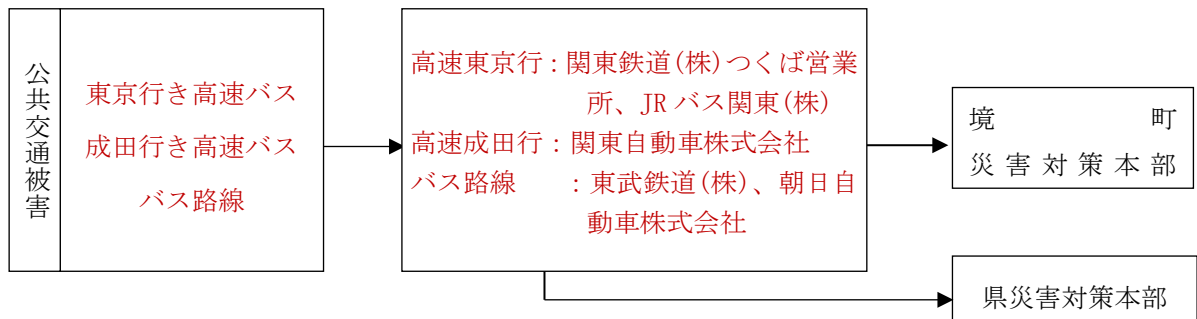 公共交通被害
東京行き高速バス
成田行き高速バス
バス路線
高速東京行：関東鉄道(株)つくば営業
所、JRバス関東(株)
高速成田行：関東自動車株式会社
バス路線　　：東武鉄道(株)、朝日自
動車株式会社
境　　　　町
災害対策本部
県災害対策本部